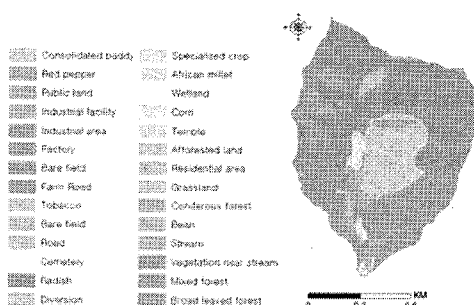 Consolidated paddy
Red pepper
Public land
Industrial facility
Industrial area
Factory
Bare field
Farm Road
Tobacco
Bare field
Road
Cemetery
Radish
Diversion
Specialized crop
African millet
Wetland
Corn
Temple
Afforested land
Residential area
Grassland
Coniferous forest
Bean
Stream
Vegetation near stream
Mixed forest
Broad leaved forest
KM